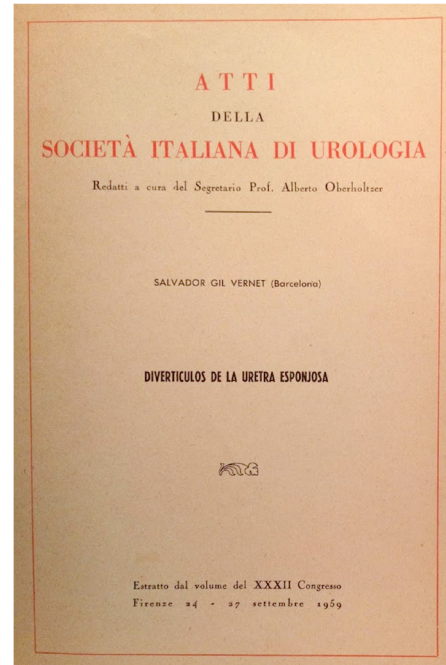 ATTI
DELLA
SOCIETÀ ITALIANA DI UROLOGIA
Redatti a cura del Segretario Prof. Alberto Oberholtzer
SALVADOR GIL VERNET (Barcelona)
DIVERTICULOS DE LA URETRA ESPONJOSA
Estratto dal volume del XXXII Congresso
Firenze 24 - 27 settembre 1959